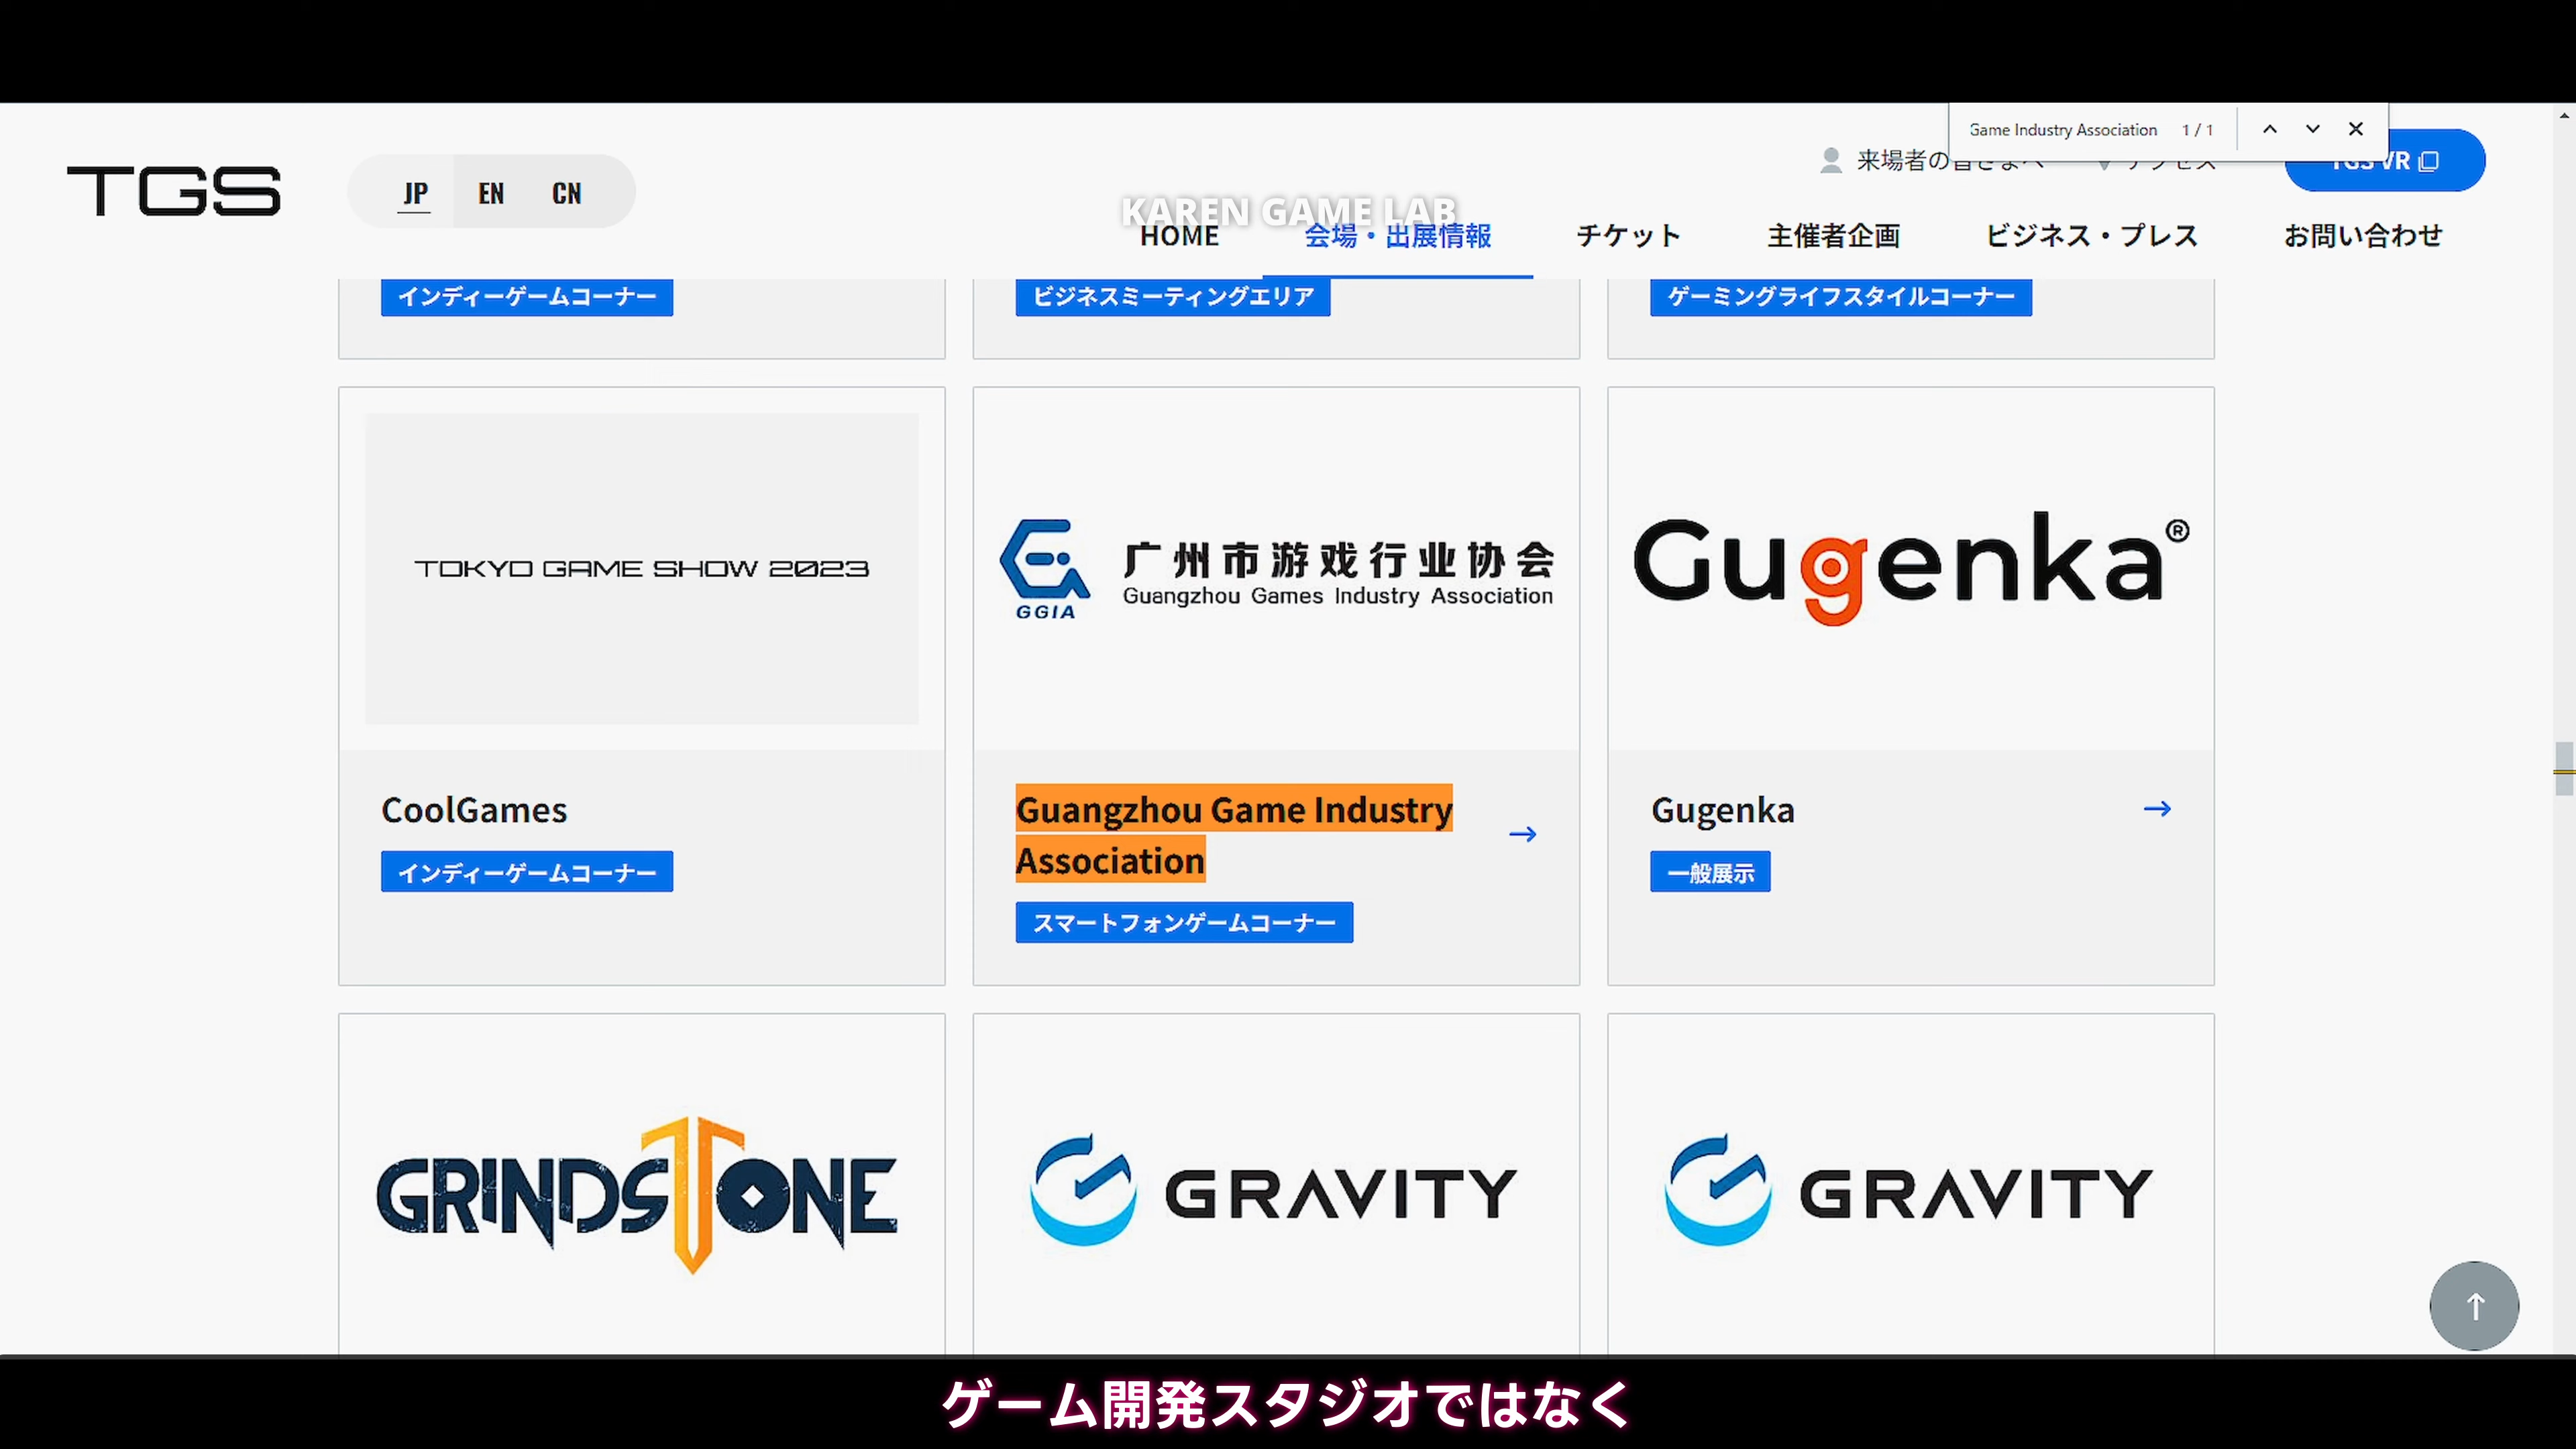 Game Industry Association 1/1
TGS
JP EN CN
来場者の皆さまへ アクセス
TGS VR
KAREN GAME LAB
HOME 会場・出展情報 チケット 主催者企画 ビジネス・プレス お問い合わせ
インディーゲームコーナー
ビジネスミーティングエリア
ゲーミングライフスタイルコーナー
TOKYO GAME SHOW 2023
CoolGames
インディーゲームコーナー
GGIA
广州市游戏行业协会
Guangzhou Games Industry Association
Guangzhou Game Industry
Association
スマートフォンゲームコーナー
Gugenka®
Gugenka
一般展示
GRINDSTONE
GRAVITY
GRAVITY
ゲーム開発スタジオではなく